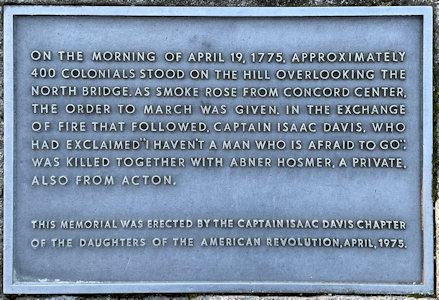 ON THE MORNING OF APRIL 19, 1775, APPROXIMATELY
400 COLONIALS STOOD ON THE HILL OVERLOOKING THE
NORTH BRIDGE. AS SMOKE ROSE FROM CONCORD CENTER,
THE ORDER TO MARCH WAS GIVEN. IN THE EXCHANGE
OF FIRE THAT FOLLOWED, CAPTAIN ISAAC DAVIS, WHO
HAD EXCLAIMED "I HAVEN'T A MAN WHO IS AFRAID TO GO",
WAS KILLED TOGETHER WITH ABNER HOSMER, A PRIVATE,
ALSO FROM ACTON.
THIS MEMORIAL WAS ERECTED BY THE CAPTAIN ISAAC DAVIS CHAPTER
OF THE DAUGHTERS OF THE AMERICAN REVOLUTION, APRIL, 1975.